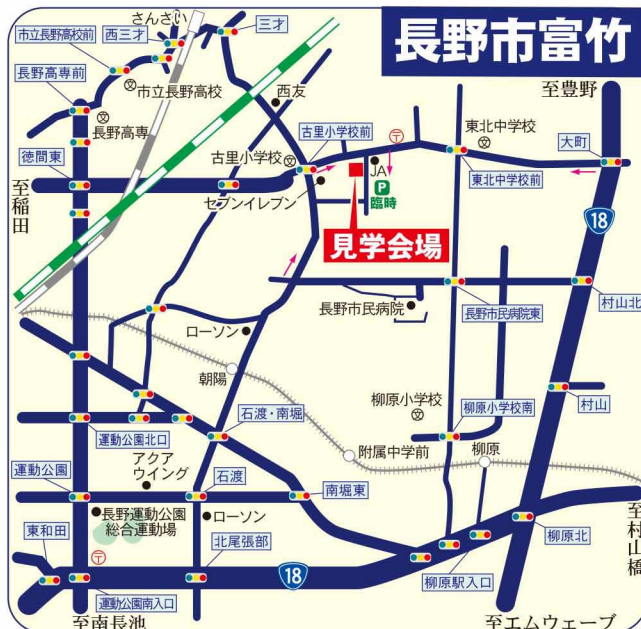 長野市富竹
さんさい
市立長野高校前
西三才
三才
長野高専前
市立長野高校
長野高専
西友
至豊野
古里小学校前
東北中学校
大町
徳間東
古里小学校
JA
東北中学校前
至稲田
セブンイレブン
P
臨時
18
見学会場
長野市民病院
長野市民病院東
村山北
ローソン
朝陽
柳原小学校
柳原小学校南
村山
石渡・南堀
運動公園北口
アクア
ウイング
附属中学前
柳原
運動公園
石渡
南堀東
長野運動公園
総合運動場
ローソン
東和田
北尾張部
柳原北
至村山橋
18
柳原駅入口
運動公園南入口
至南長池
至エムウェーブ